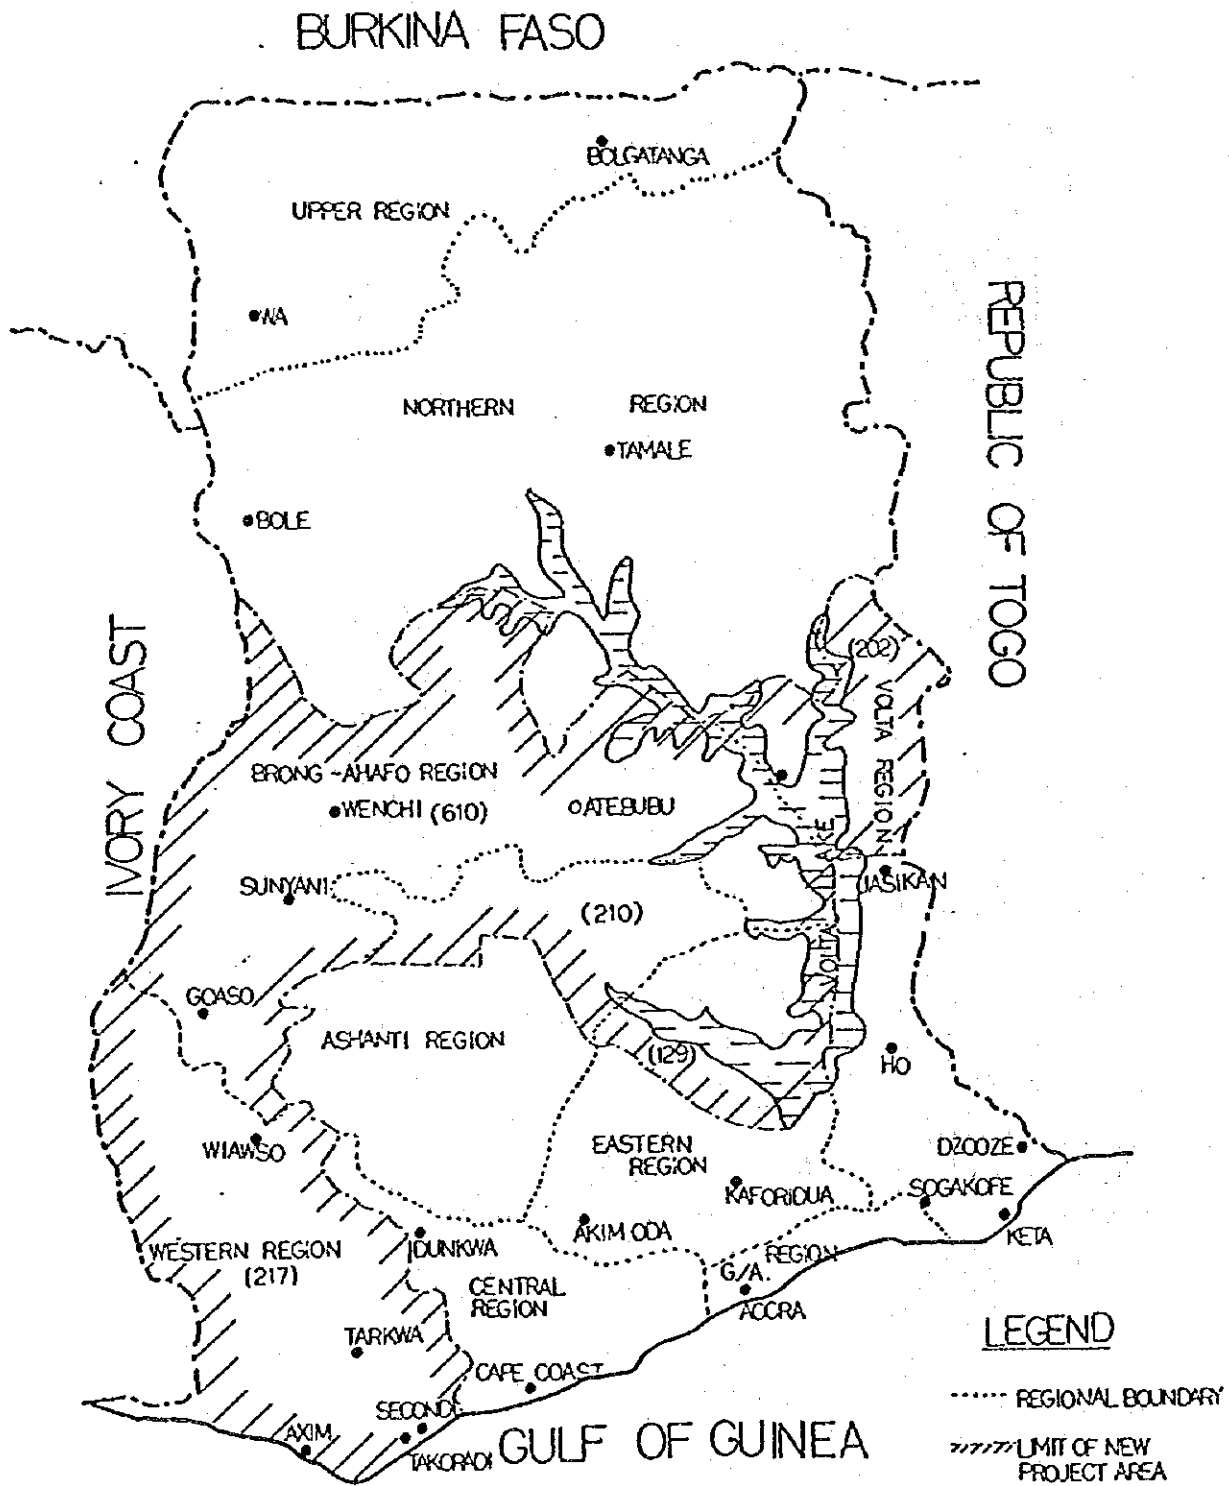 BURKINA FASO
BOLGATANGA
UPPER REGION
WA
REPUBLIC OF TOGO
NORTHERN REGION
TAMALE
BOLE
IVORY COAST
(202)
VOLTA REGION
BRONG-AHAFO REGION
WENCHI (610)
ATEBUBU
LAKE VOLTA
SUNYANI
JASIKAN
(210)
GOASO
ASHANTI REGION
(129)
HO
WIAWSO
EASTERN
REGION
DZOOZE
KAFORIDUA
SOGAKOFE
AKIM ODA
KETA
WESTERN REGION
(217)
DUNKWA
REGION
G/A.
ACCRA
CENTRAL
REGION
TARKWA
CAPE COAST
SECONDI
AXIM
TAKORADI
GULF OF GUINEA
LEGEND
REGIONAL BOUNDARY
LIMIT OF NEW
PROJECT AREA